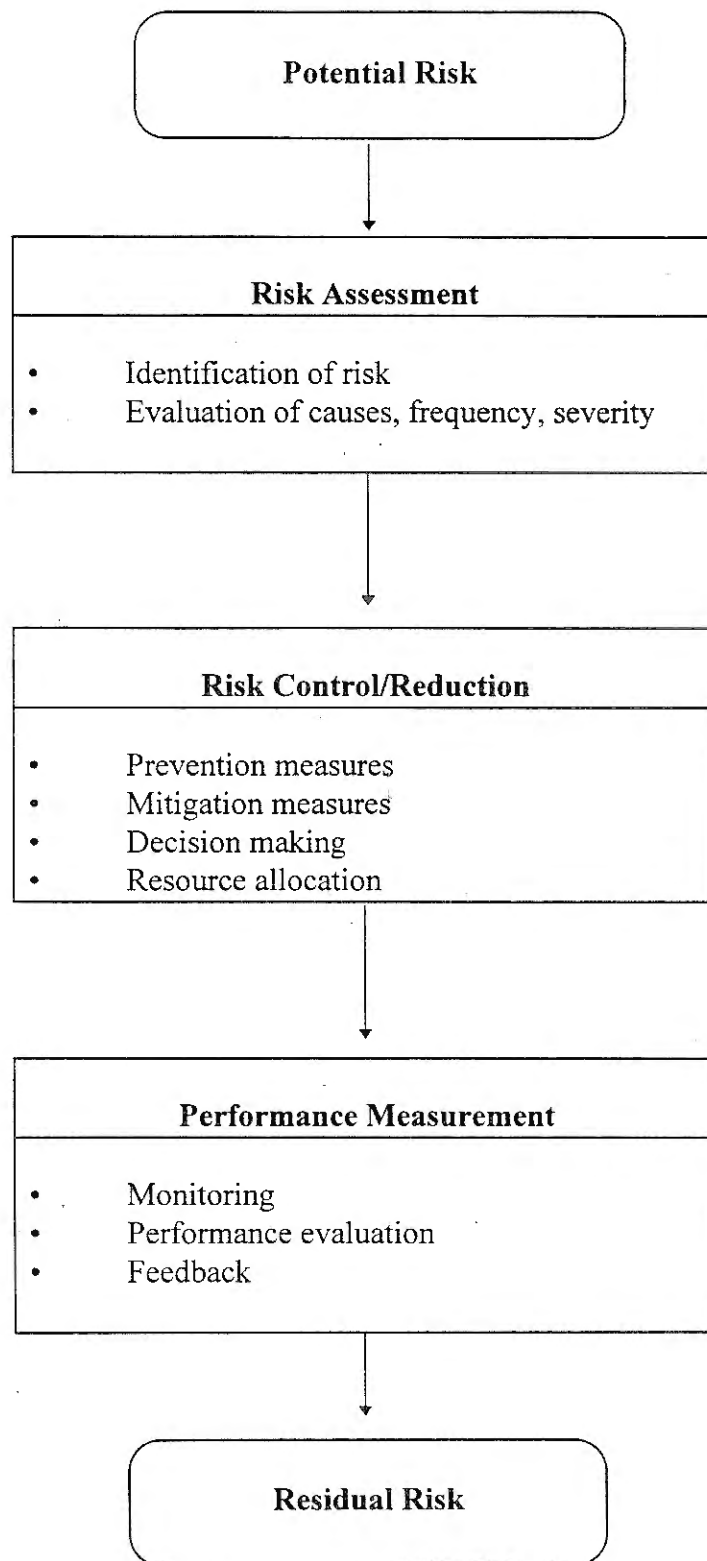 Potential Risk
Risk Assessment
• Identification of risk
• Evaluation of causes, frequency, severity
Risk Control/Reduction
• Prevention measures
• Mitigation measures
• Decision making
• Resource allocation
Performance Measurement
• Monitoring
• Performance evaluation
• Feedback
Residual Risk